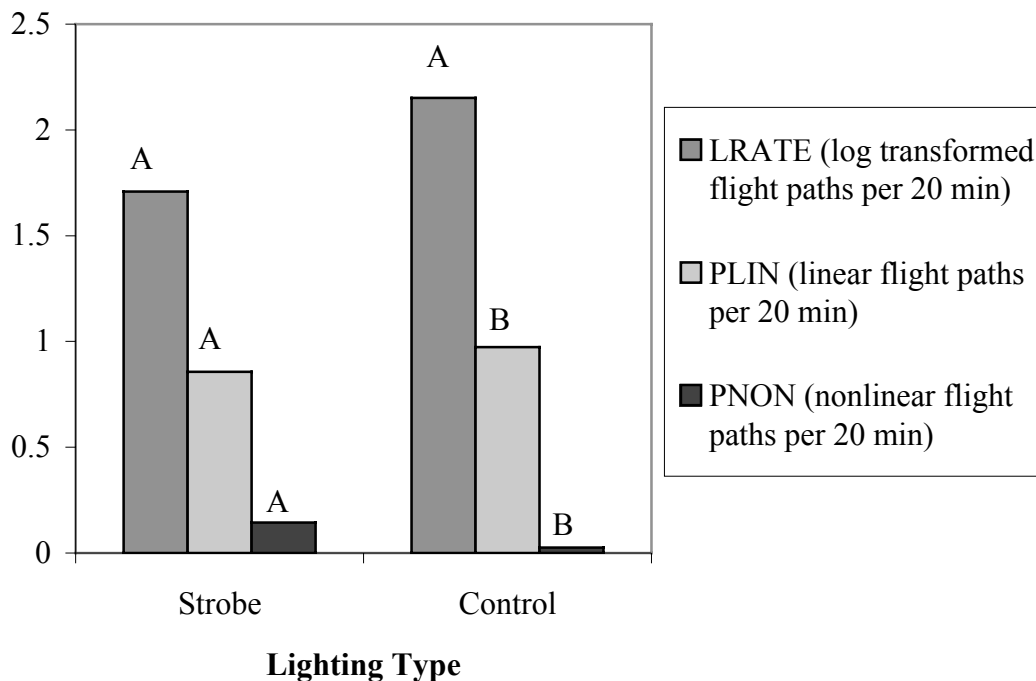 2.5
2
1.5
1
0.5
0
A
A
A
A
B
B
Strobe
Control
Lighting Type
LRATE (log transformed
flight paths per 20 min)
PLIN (linear flight paths
per 20 min)
PNON (nonlinear flight
paths per 20 min)